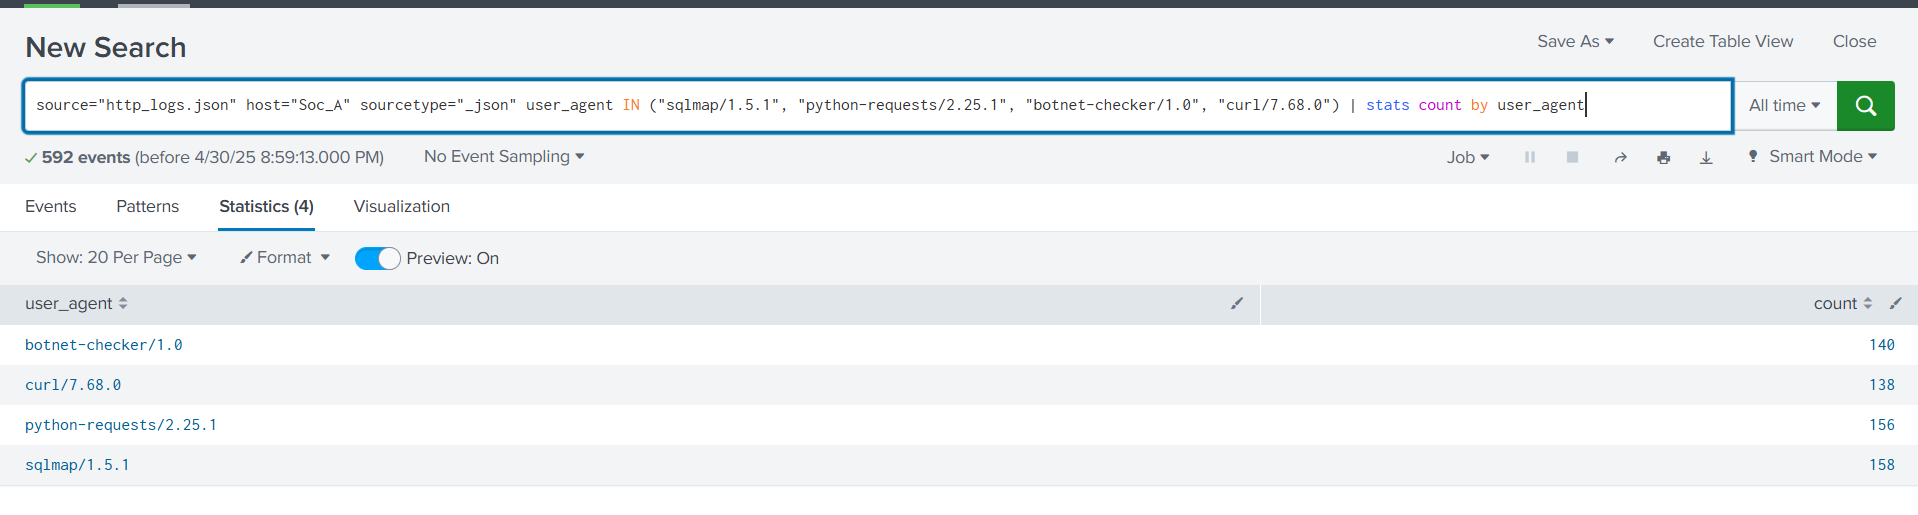 New Search
Save As Create Table View Close
source="http_logs.json" host="Soc_A" sourcetype="_json" user_agent IN ("sqlmap/1.5.1", "python-requests/2.25.1", "botnet-checker/1.0", "curl/7.68.0") | stats count by user_agent
All time
592 events (before 4/30/25 8:59:13.000 PM) No Event Sampling
Job Smart Mode
Events Patterns Statistics (4) Visualization
Show: 20 Per Page Format Preview: On
user_agent count
botnet-checker/1.0 140
curl/7.68.0 138
python-requests/2.25.1 156
sqlmap/1.5.1 158